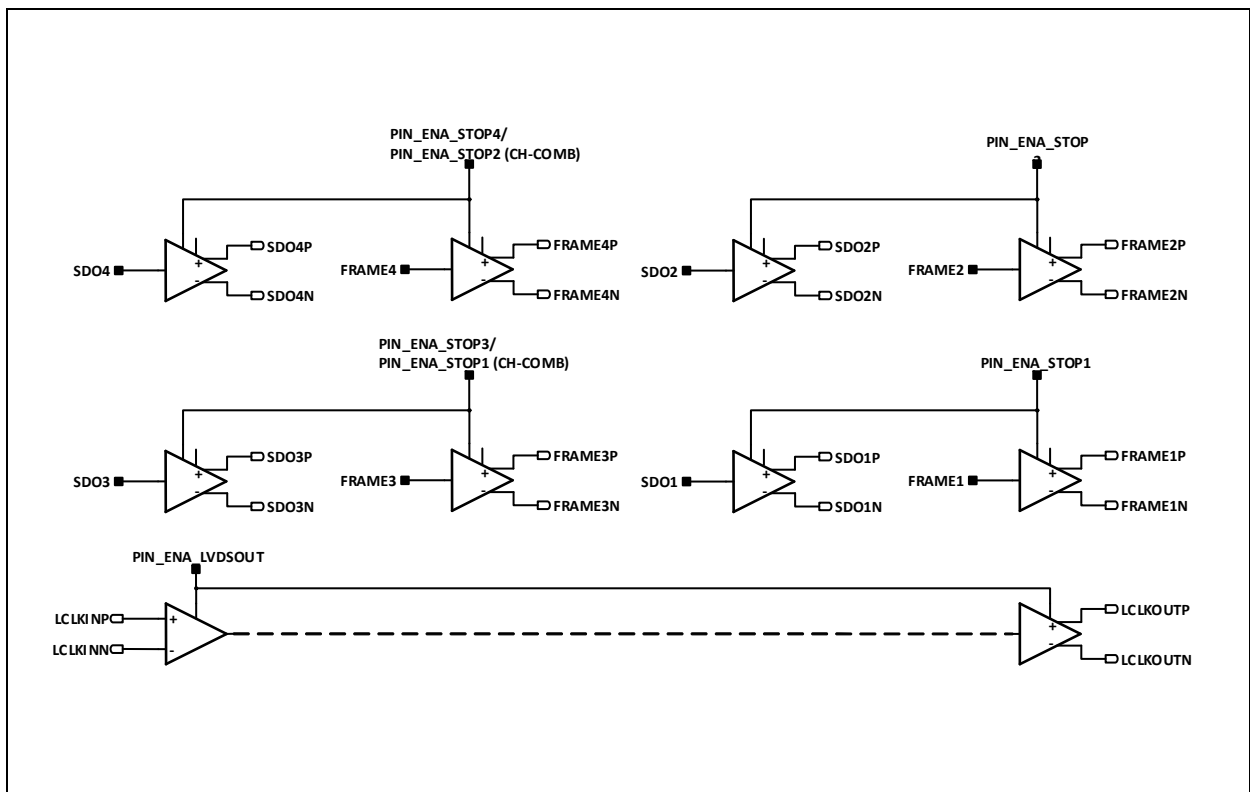 PIN_ENA_STOP4/
PIN_ENA_STOP2 (CH-COMB)
PIN_ENA_STOP
SDO4
+
-
SDO4P
SDO4N
FRAME4
+
-
FRAME4P
FRAME4N
SDO2
+
-
SDO2P
SDO2N
FRAME2
+
-
FRAME2P
FRAME2N
PIN_ENA_STOP3/
PIN_ENA_STOP1 (CH-COMB)
PIN_ENA_STOP1
SDO3
+
-
SDO3P
SDO3N
FRAME3
+
-
FRAME3P
FRAME3N
SDO1
+
-
SDO1P
SDO1N
FRAME1
+
-
FRAME1P
FRAME1N
PIN_ENA_LVDSOUT
LCLKINP
+
LCLKINN
-
+
-
LCLKOUTP
LCLKOUTN